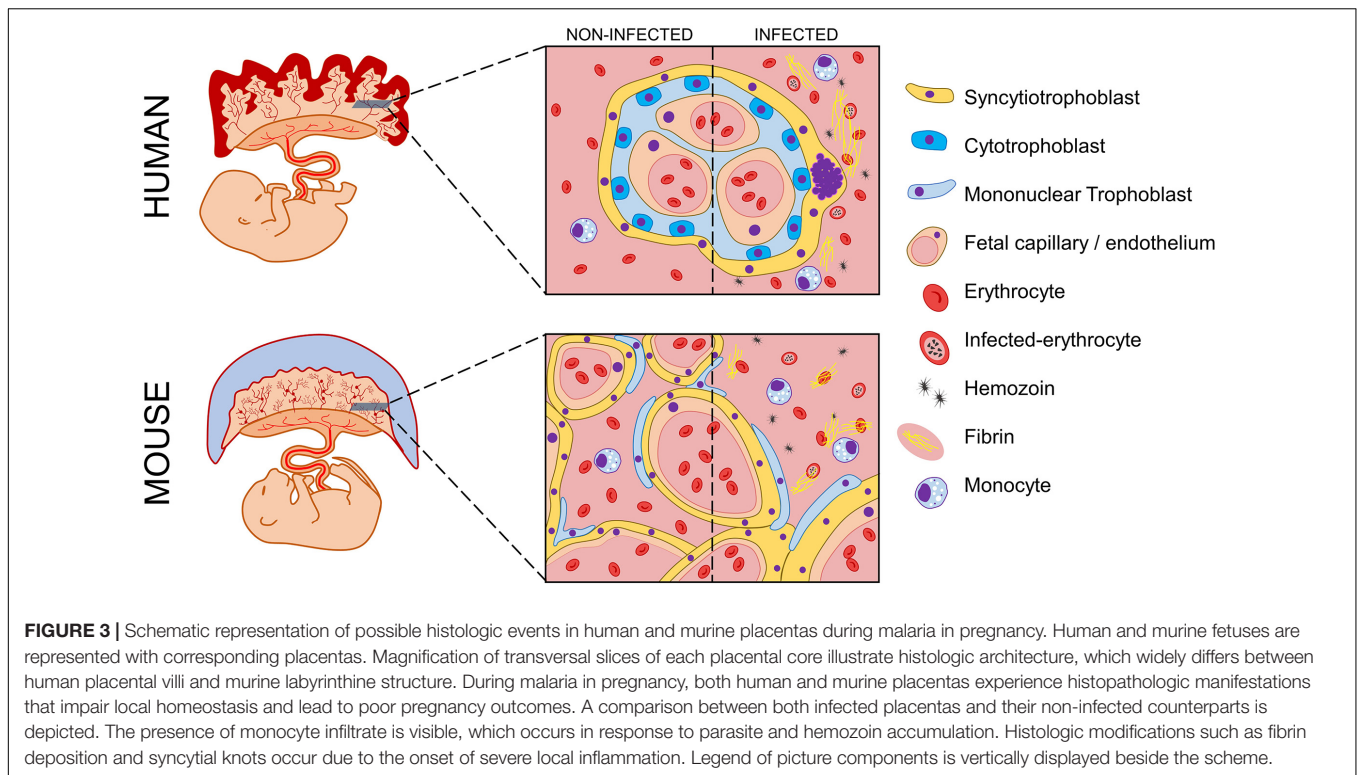 NON-INFECTED INFECTED
HUMAN
Syncytiotrophoblast
Cytotrophoblast
Mononuclear Trophoblast
Fetal capillary / endothelium
Erythrocyte
Infected-erythrocyte
Hemozoin
Fibrin
Monocyte
MOUSE
FIGURE 3 | Schematic representation of possible histologic events in human and murine placentas during malaria in pregnancy. Human and murine fetuses are
represented with corresponding placentas. Magnification of transversal slices of each placental core illustrate histologic architecture, which widely differs between
human placental villi and murine labyrinthine structure. During malaria in pregnancy, both human and murine placentas experience histopathologic manifestations
that impair local homeostasis and lead to poor pregnancy outcomes. A comparison between both infected placentas and their non-infected counterparts is
depicted. The presence of monocyte infiltrate is visible, which occurs in response to parasite and hemozoin accumulation. Histologic modifications such as fibrin
deposition and syncytial knots occur due to the onset of severe local inflammation. Legend of picture components is vertically displayed beside the scheme.